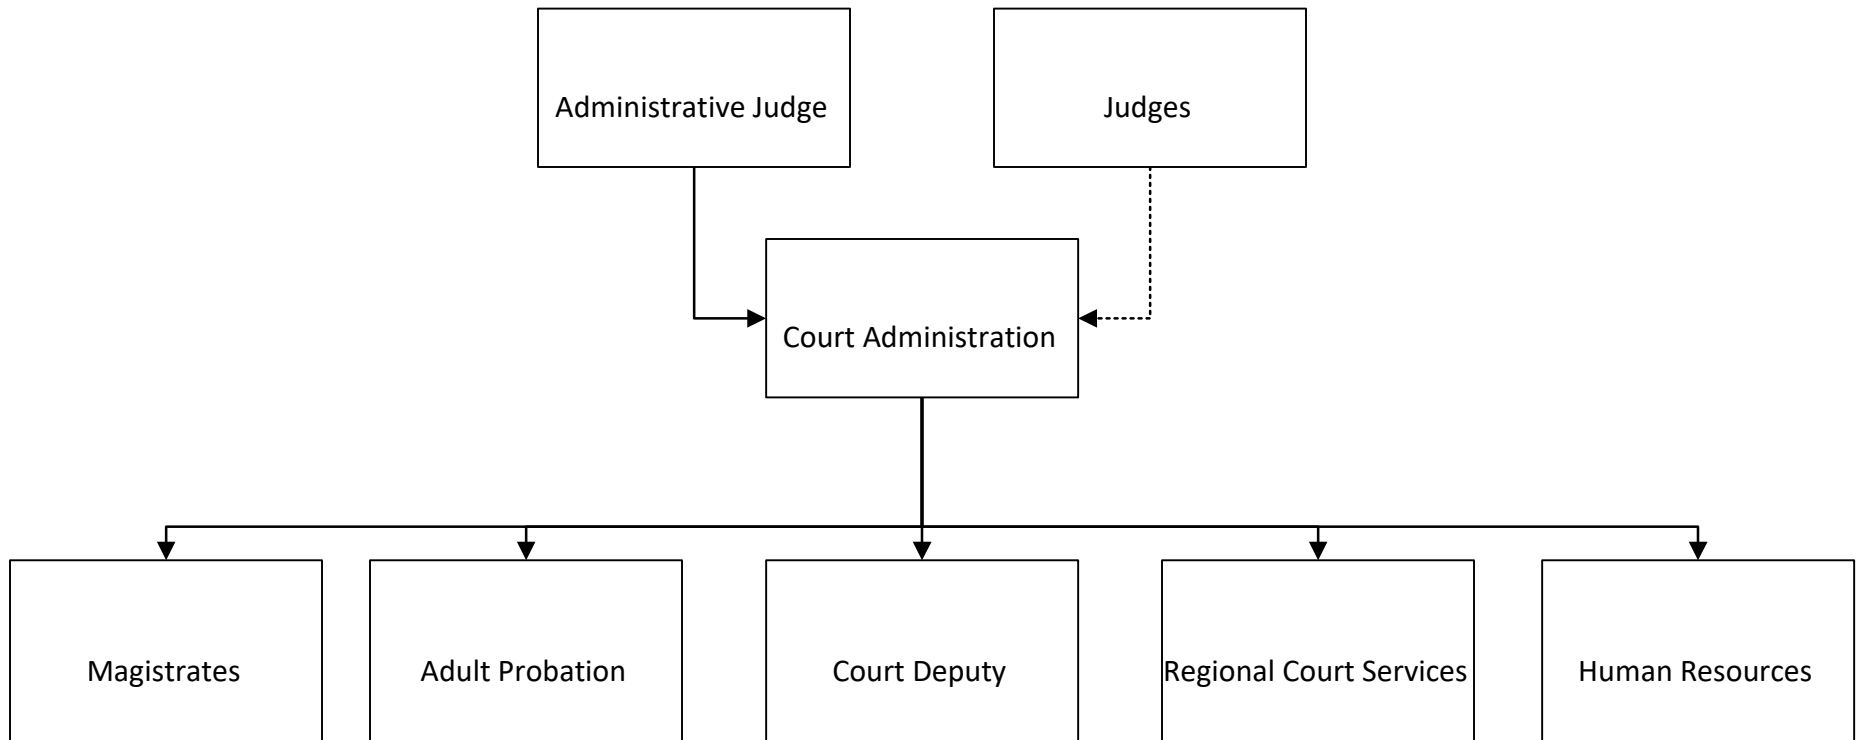 Administrative Judge
Judges
Court Administration
Magistrates
Adult Probation
Court Deputy
Regional Court Services
Human Resources